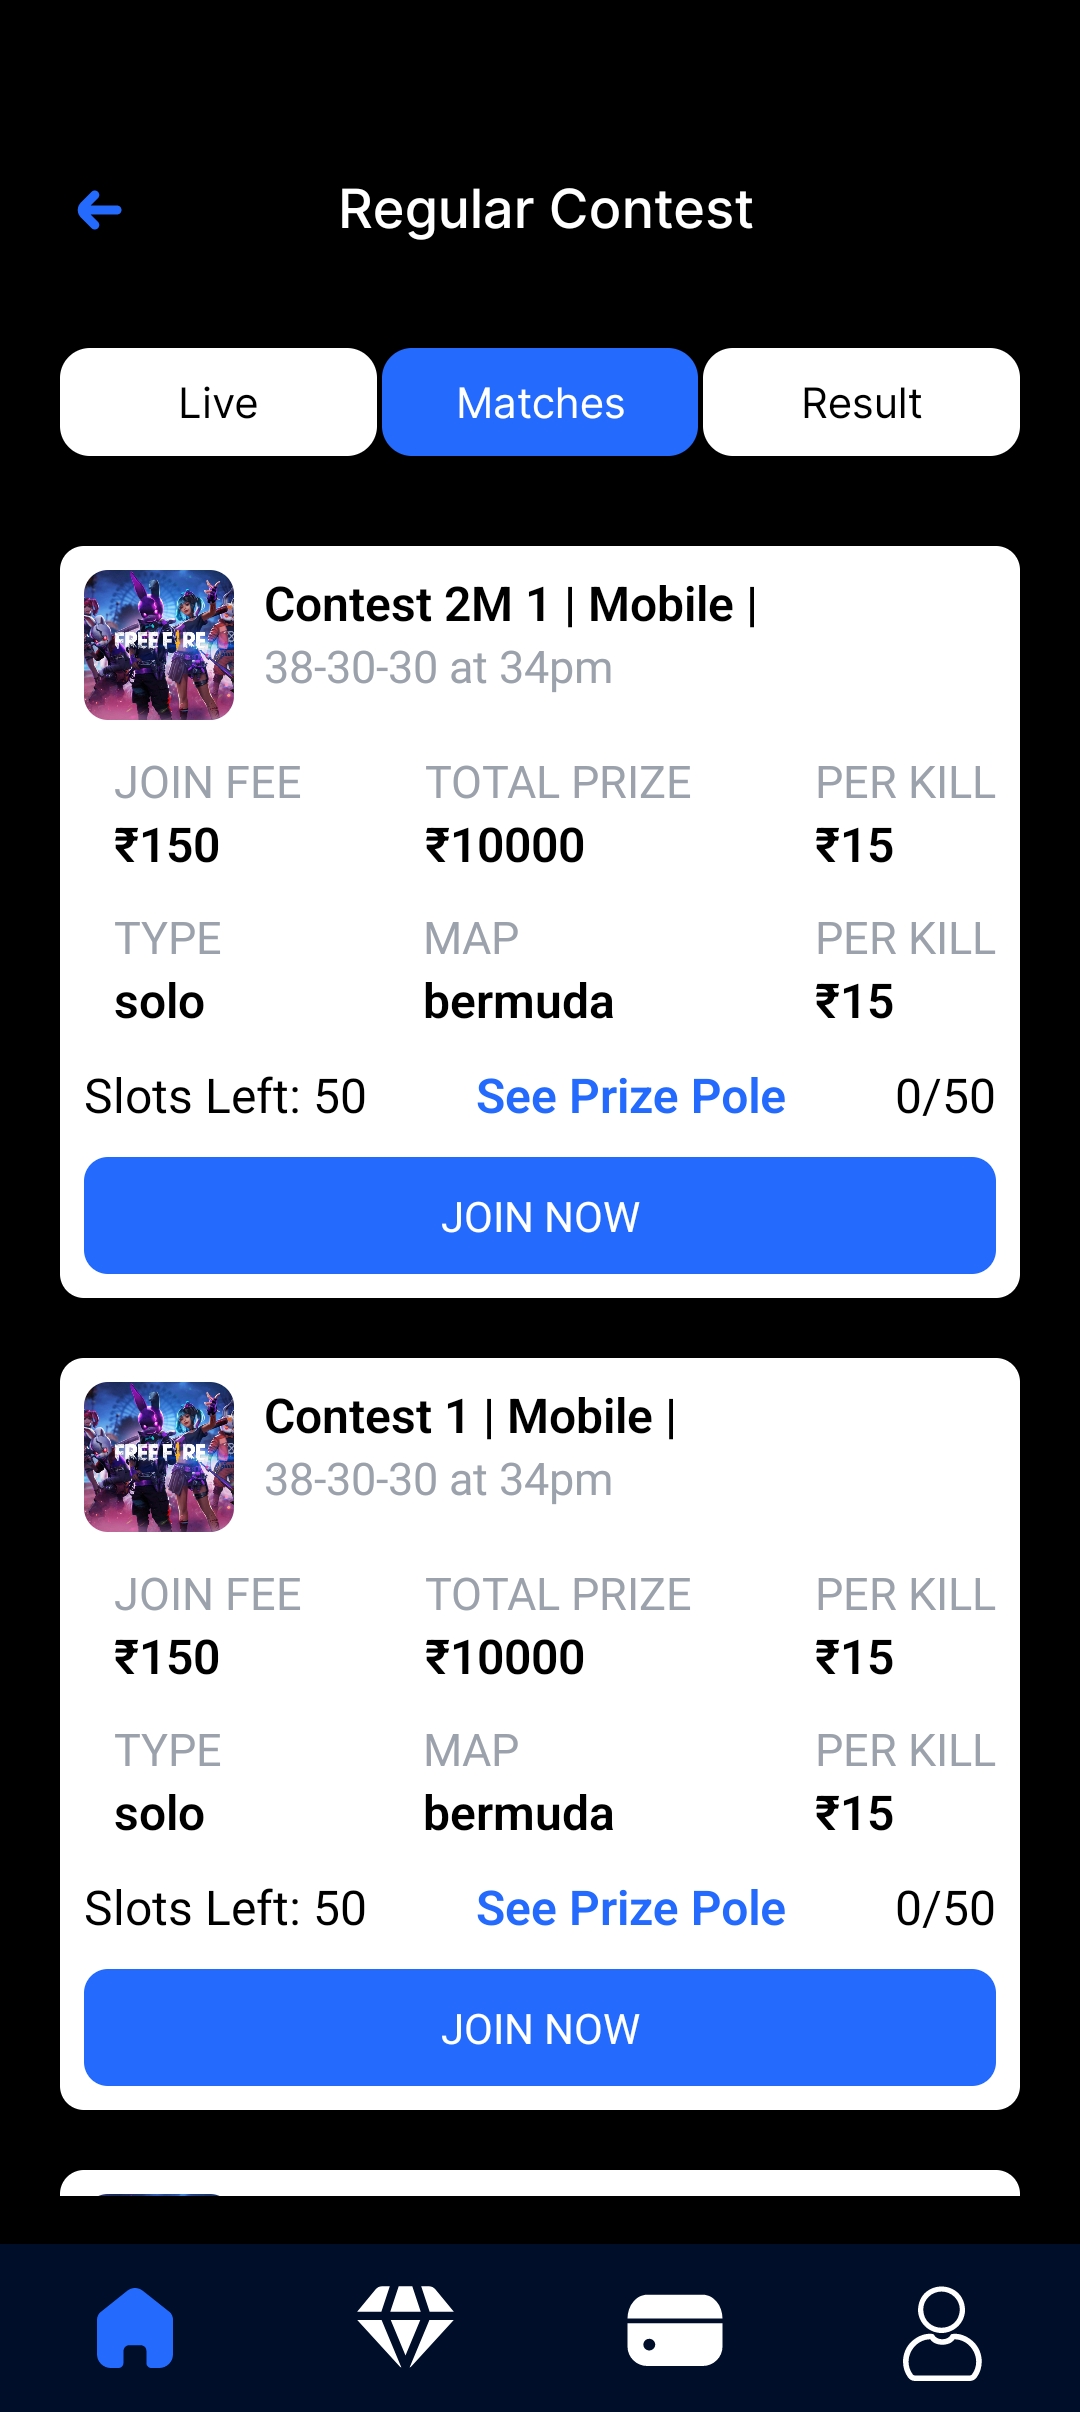 Regular Contest
Live Matches Result
FREE FIRE
Contest 2M 1 | Mobile |
38-30-30 at 34pm
JOIN FEE TOTAL PRIZE PER KILL
₹150 ₹10000 ₹15
TYPE MAP PER KILL
solo bermuda ₹15
Slots Left: 50 See Prize Pole 0/50
JOIN NOW
FREE FIRE
Contest 1 | Mobile |
38-30-30 at 34pm
JOIN FEE TOTAL PRIZE PER KILL
₹150 ₹10000 ₹15
TYPE MAP PER KILL
solo bermuda ₹15
Slots Left: 50 See Prize Pole 0/50
JOIN NOW